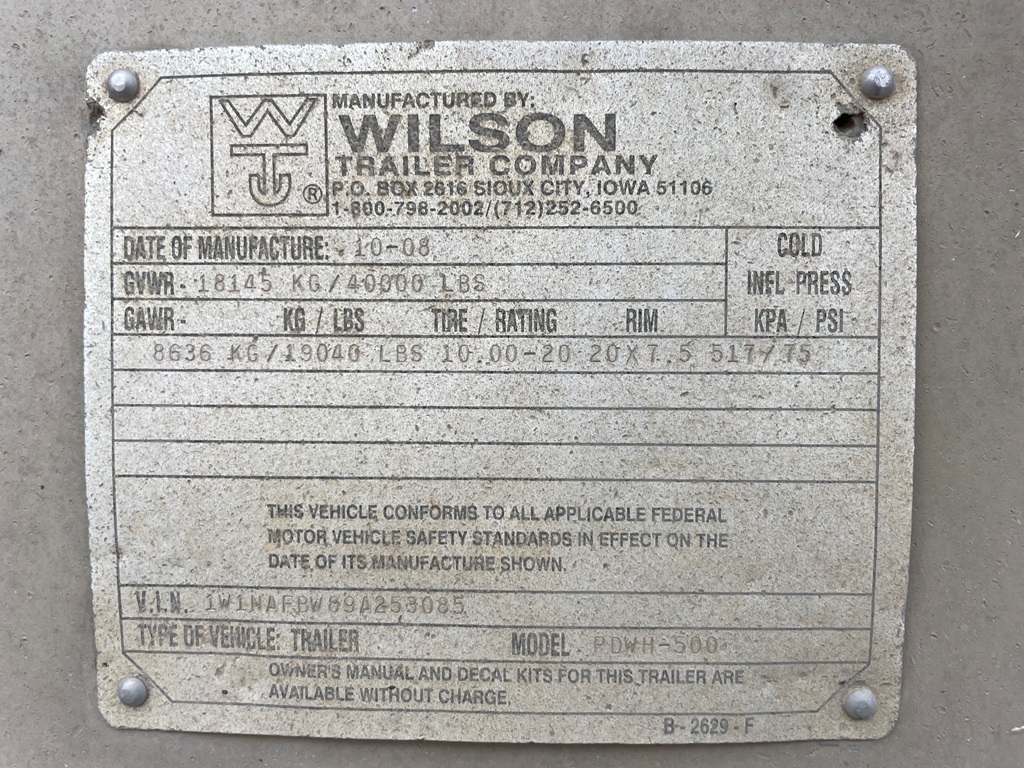 MANUFACTURED BY:
WILSON
TRAILER COMPANY
P.O. BOX 2616 SIOUX CITY, IOWA 51106
1-800-798-2002/(712)252-6500
WT ®
DATE OF MANUFACTURE: 10-08
COLD
GVWR- 18145 KG/40000 LBS
INFL PRESS
GAWR- KG / LBS TIRE / RATING RIM KPA / PSI
8636 KG/19040 LBS 10.00-20 20X7.5 517/75
THIS VEHICLE CONFORMS TO ALL APPLICABLE FEDERAL
MOTOR VEHICLE SAFETY STANDARDS IN EFFECT ON THE
DATE OF ITS MANUFACTURE SHOWN.
V.I.N. 1W1NAFBW89A253085
TYPE OF VEHICLE: TRAILER MODEL PDWH-500
OWNER'S MANUAL AND DECAL KITS FOR THIS TRAILER ARE
AVAILABLE WITHOUT CHARGE.
B-2629-F